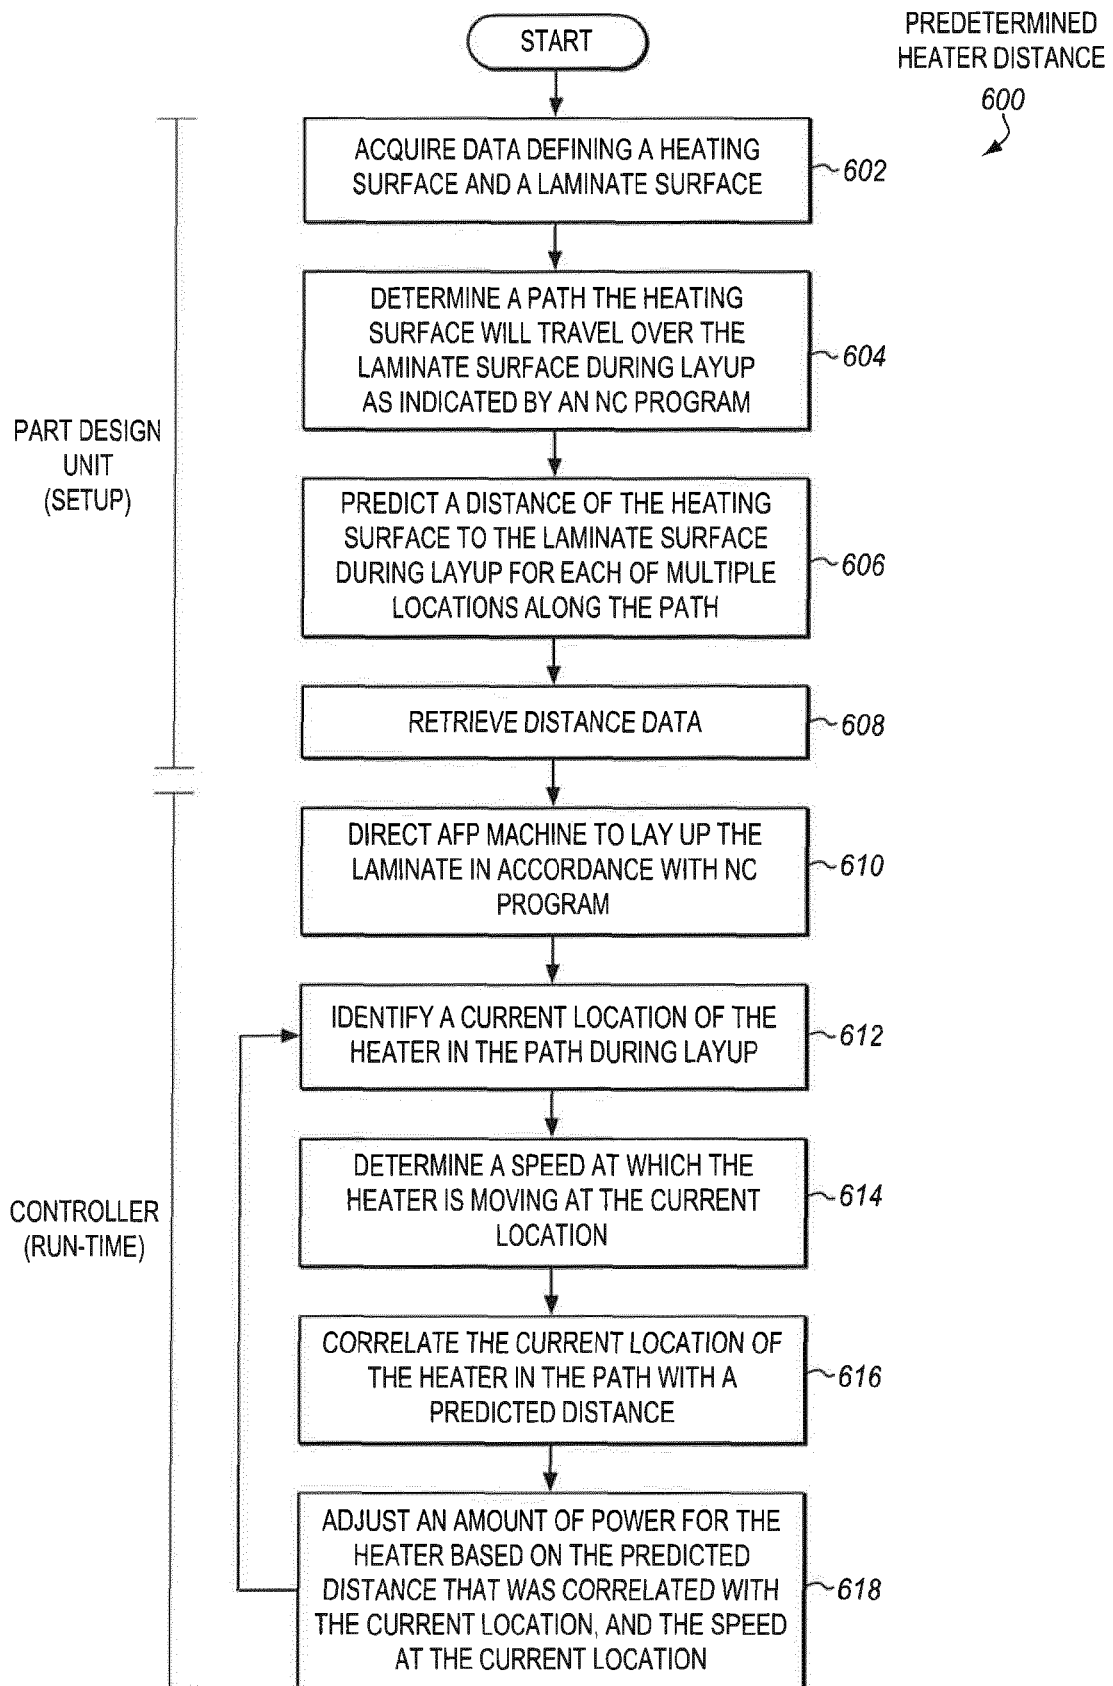 START
PREDETERMINED
HEATER DISTANCE
600
ACQUIRE DATA DEFINING A HEATING
SURFACE AND A LAMINATE SURFACE
602
DETERMINE A PATH THE HEATING
SURFACE WILL TRAVEL OVER THE
LAMINATE SURFACE DURING LAYUP
AS INDICATED BY AN NC PROGRAM
604
PART DESIGN
UNIT
(SETUP)
PREDICT A DISTANCE OF THE HEATING
SURFACE TO THE LAMINATE SURFACE
DURING LAYUP FOR EACH OF MULTIPLE
LOCATIONS ALONG THE PATH
606
RETRIEVE DISTANCE DATA
608
DIRECT AFP MACHINE TO LAY UP THE
LAMINATE IN ACCORDANCE WITH NC
PROGRAM
610
IDENTIFY A CURRENT LOCATION OF THE
HEATER IN THE PATH DURING LAYUP
612
DETERMINE A SPEED AT WHICH THE
HEATER IS MOVING AT THE CURRENT
LOCATION
614
CONTROLLER
(RUN-TIME)
CORRELATE THE CURRENT LOCATION OF
THE HEATER IN THE PATH WITH A
PREDICTED DISTANCE
616
ADJUST AN AMOUNT OF POWER FOR THE
HEATER BASED ON THE PREDICTED
DISTANCE THAT WAS CORRELATED WITH
THE CURRENT LOCATION, AND THE SPEED
AT THE CURRENT LOCATION
618